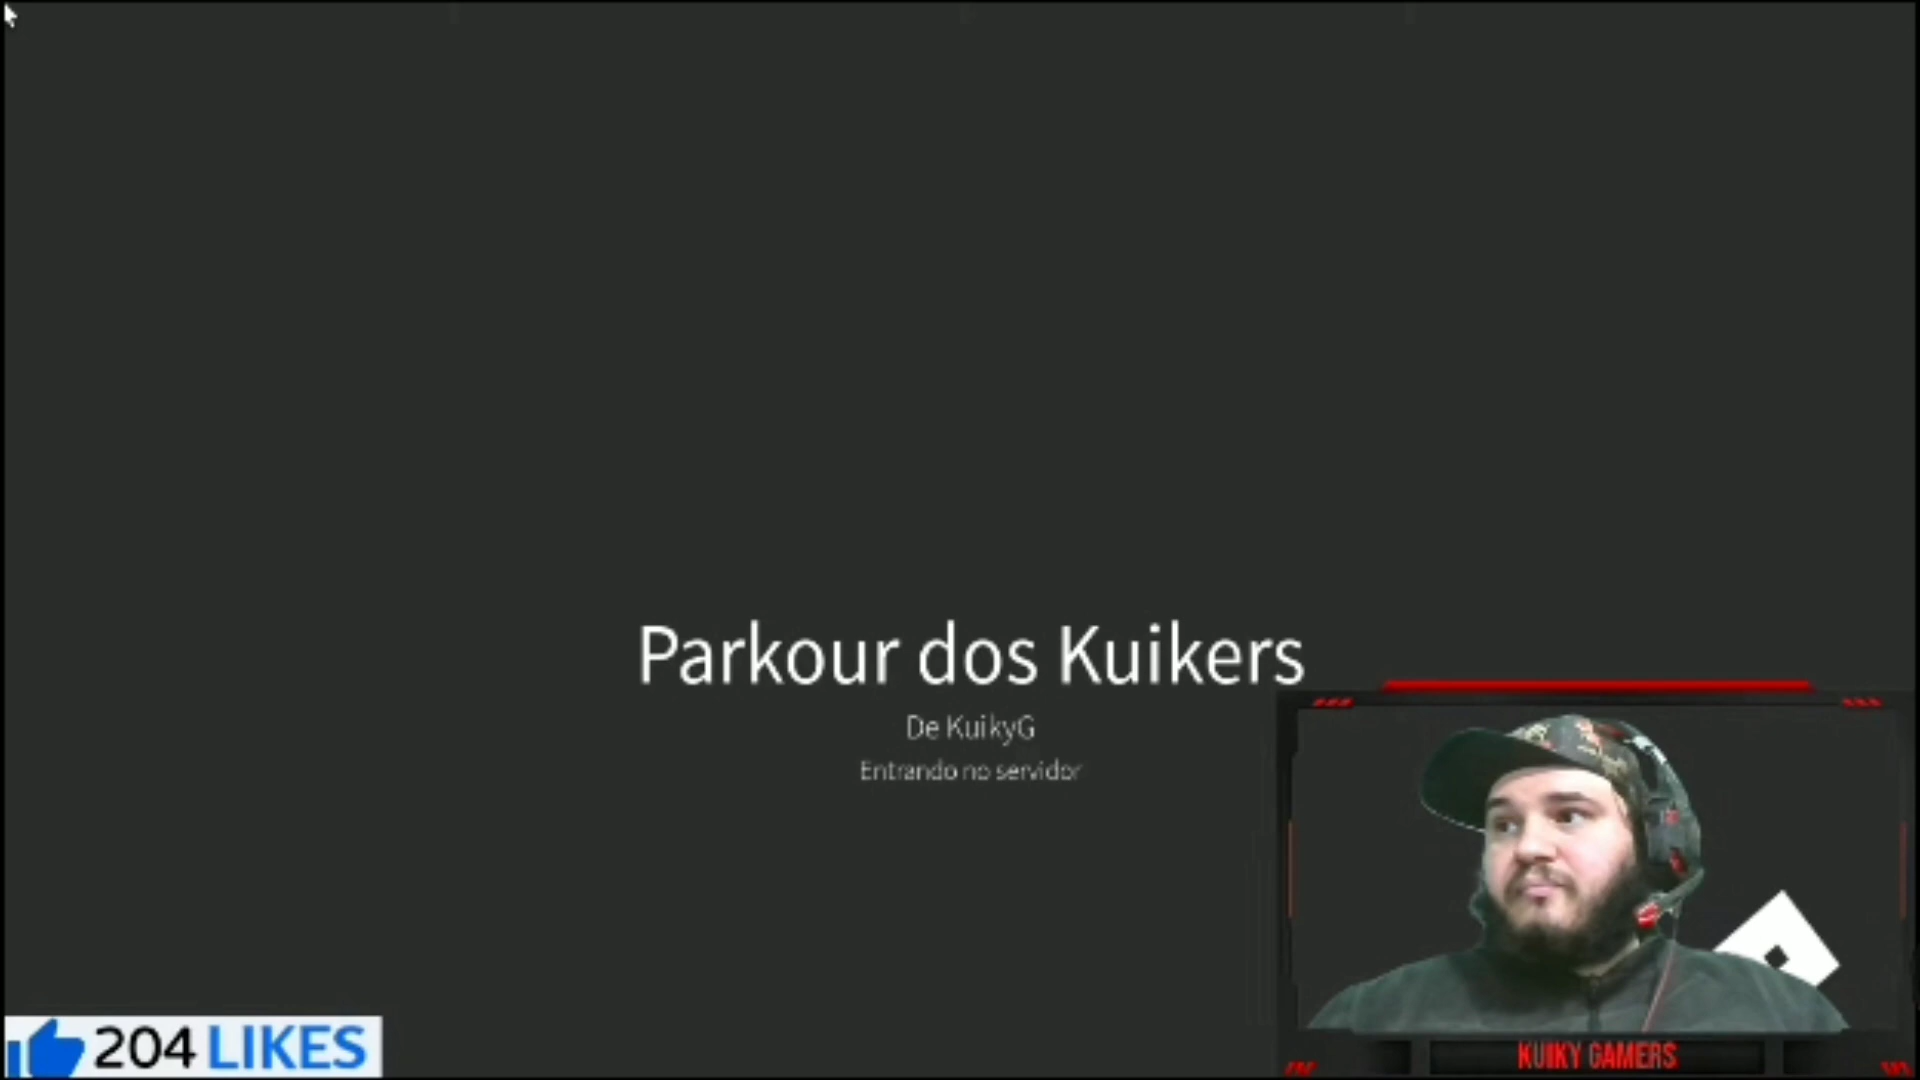 Parkour dos Kuikers
De KuikyG
Entrando no servidor
204 LIKES
KUIKY GAMERS